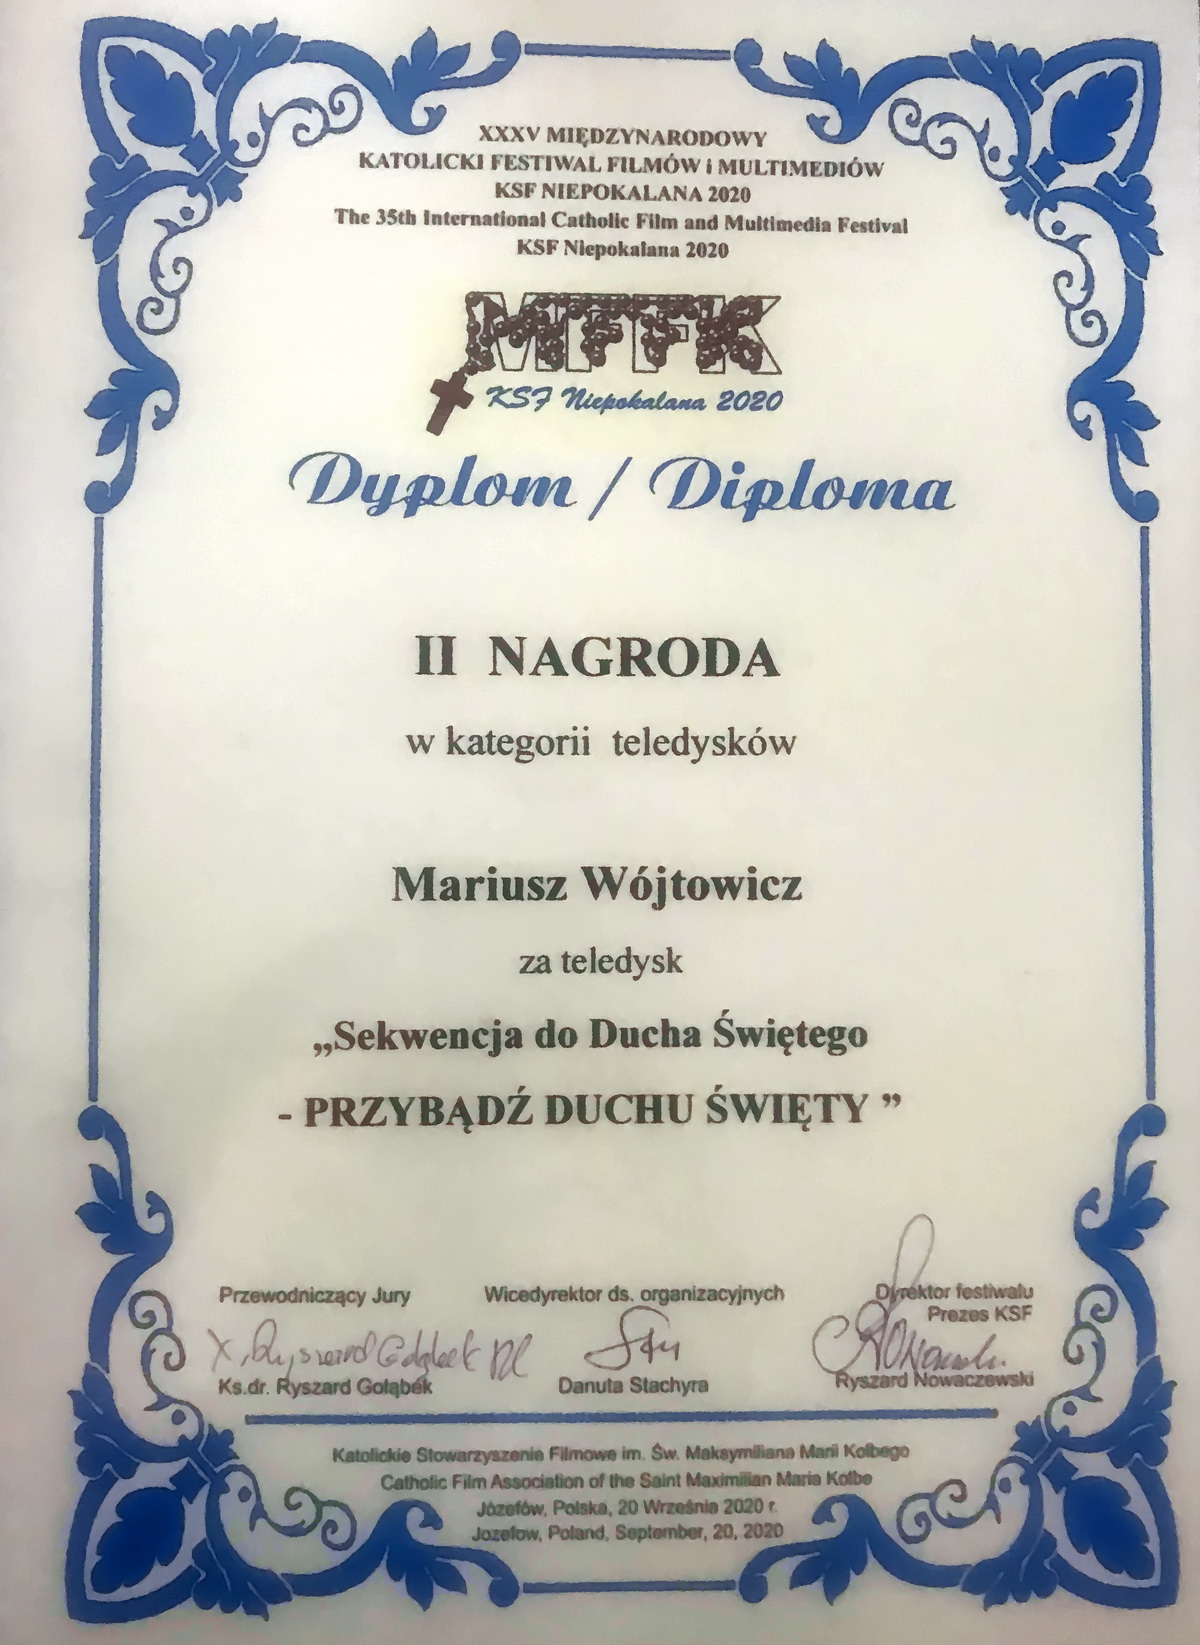 XXXV MIĘDZYNARODOWY
KATOLICKI FESTIWAL FILMÓW i MULTIMEDIÓW
KSF NIEPOKALANA 2020
The 35th International Catholic Film and Multimedia Festival
KSF Niepokalana 2020
MFFK
KSF Niepokalana 2020
Dyplom / Diploma
II NAGRODA
w kategorii teledysków
Mariusz Wójtowicz
za teledysk
„Sekwencja do Ducha Świętego
- PRZYBĄDŹ DUCHU ŚWIĘTY ”
Przewodniczący Jury
Wicedyrektor ds. organizacyjnych
Dyrektor festiwalu
Prezes KSF
X. Ryszard Gołąbek
Ks.dr. Ryszard Gołąbek
Danuta Stachyra
Ryszard Nowaczewski
Katolickie Stowarzyszenie Filmowe im. Św. Maksymiliana Marii Kolbego
Catholic Film Association of the Saint Maximilian Maria Kolbe
Józefów, Polska, 20 Września 2020 r.
Jozefow, Poland, September, 20, 2020